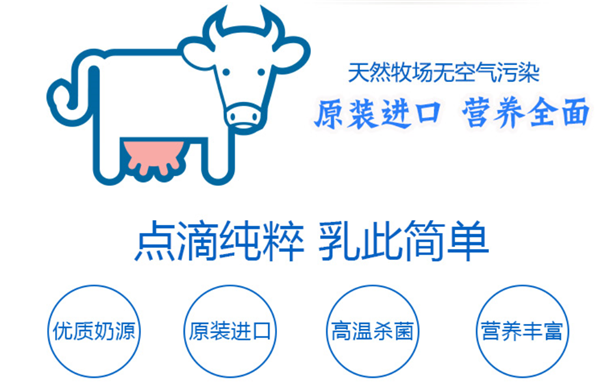 天然牧场无空气污染
原装进口 营养全面
点滴纯粹 乳此简单
优质奶源
原装进口
高温杀菌
营养丰富